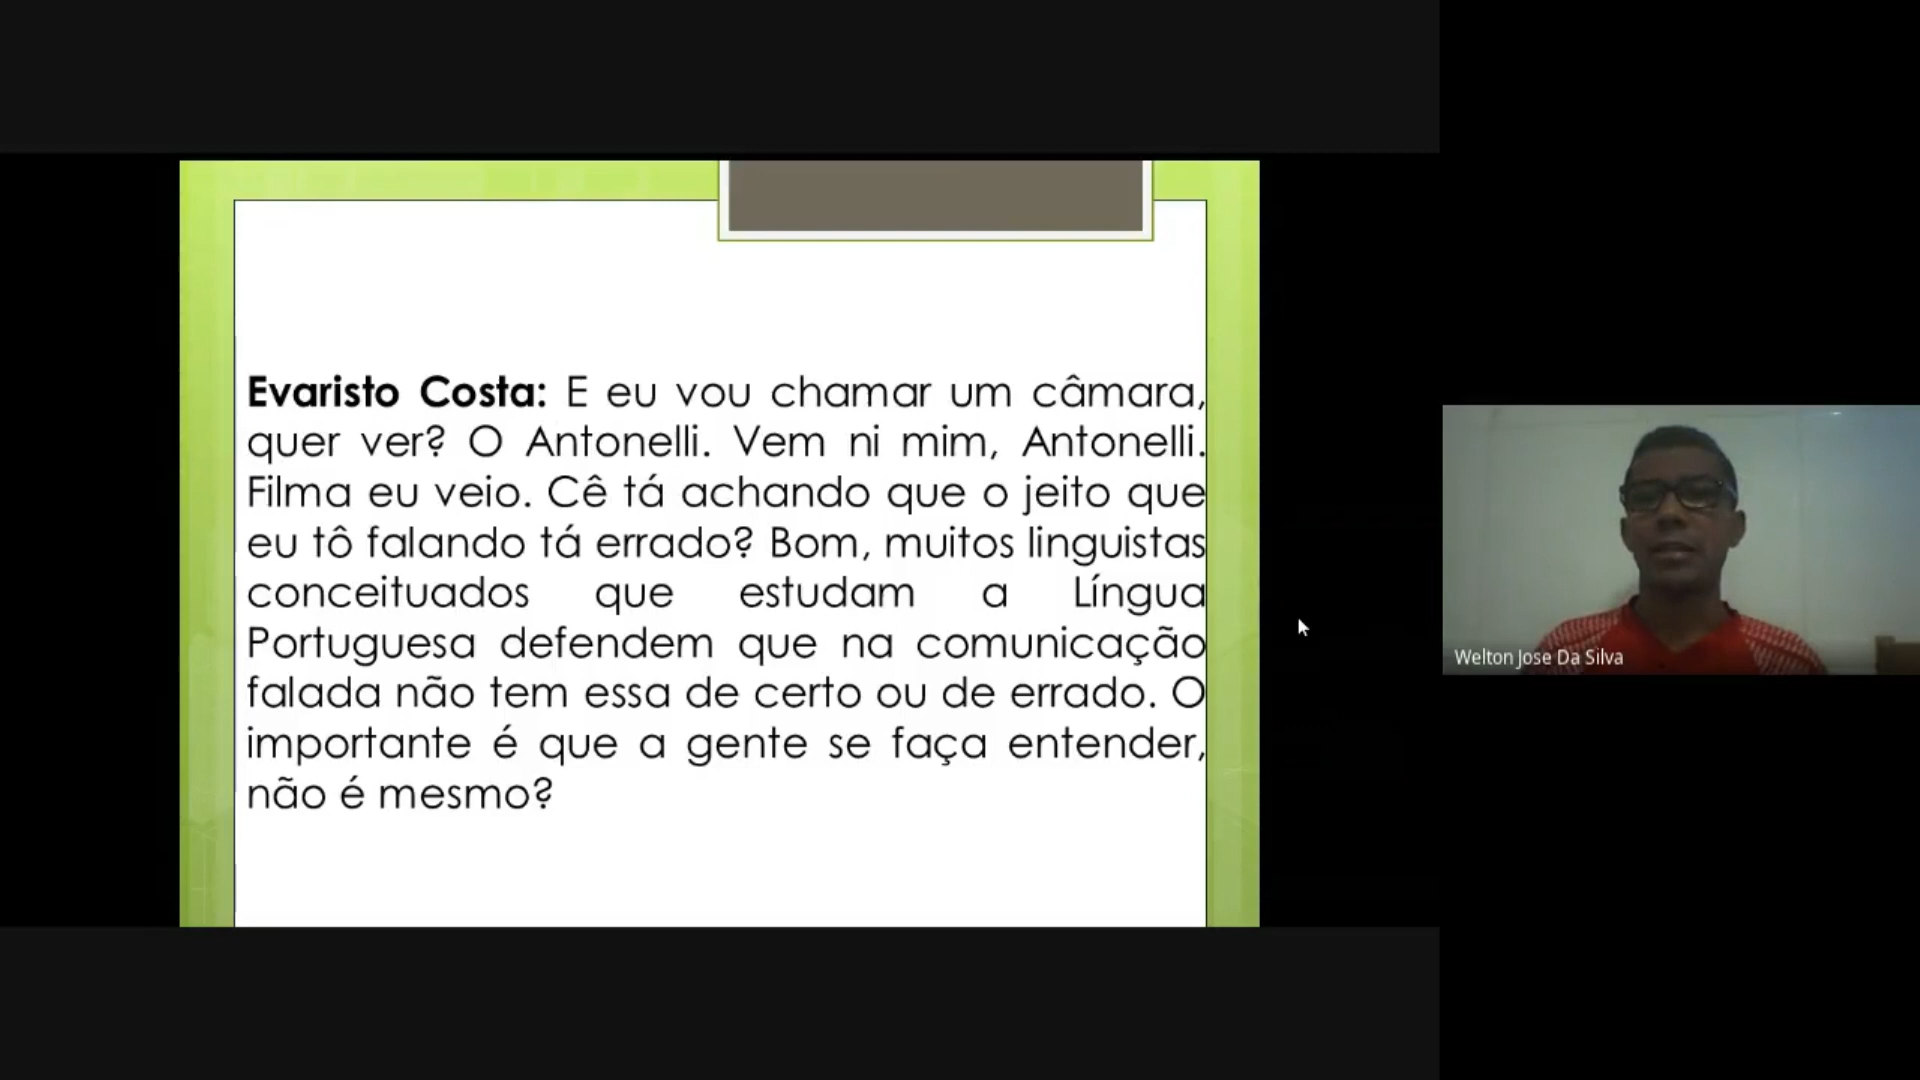 Evaristo Costa: E eu vou chamar um câmara,
quer ver? O Antonelli. Vem ni mim, Antonelli.
Filma eu veio. Cê tá achando que o jeito que
eu tô falando tá errado? Bom, muitos linguistas
conceituados que estudam a Língua
Portuguesa defendem que na comunicação
falada não tem essa de certo ou de errado. O
importante é que a gente se faça entender,
não é mesmo?
Welton Jose Da Silva